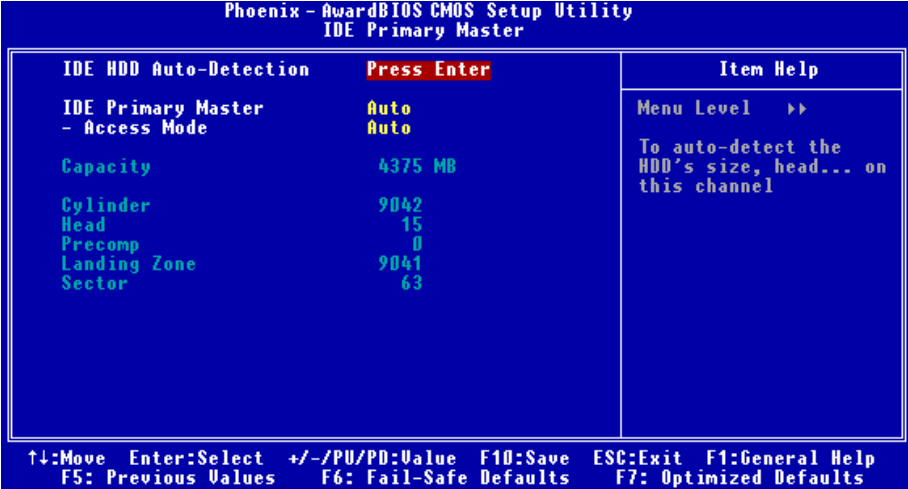 Phoenix - AwardBIOS CMOS Setup Utility
IDE Primary Master
IDE HDD Auto-Detection Press Enter
IDE Primary Master Auto
- Access Mode Auto
Capacity 4375 MB
Cylinder 9042
Head 15
Precomp 0
Landing Zone 9041
Sector 63
Item Help
Menu Level ▸▸
To auto-detect the
HDD's size, head... on
this channel
↑↓:Move Enter:Select +/-/PU/PD:Value F10:Save ESC:Exit F1:General Help
F5: Previous Values F6: Fail-Safe Defaults F7: Optimized Defaults